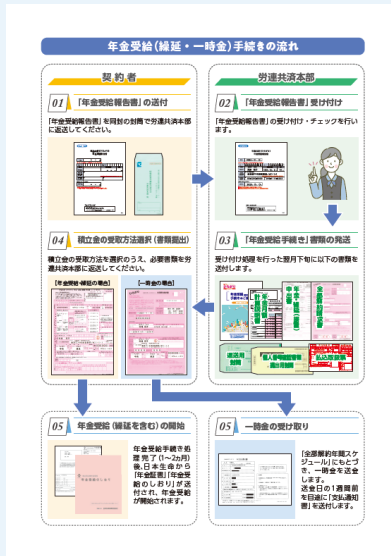 年金受給(繰延・一時金)手続きの流れ
契約者
01 「年金受給報告書」の送付
「年金受給報告書」を同封の封筒で労連共済本部
に返送してください。
労連共済本部
02 「年金受給報告書」受け付け
「年金受給報告書」の受け付け・チェックを行い
ます。
03 「年金受給手続き」書類の発送
受け付け処理を行った翌月下旬に以下の書類を
送付します。
返送用
封筒
払込取扱票
04 積立金の受取方法選択(書類提出)
積立金の受取方法を選択のうえ、必要書類を労
連共済本部に返送してください。
【年金受給・繰延の場合】
【一時金の場合】
05 年金受給(繰延を含む)の開始
年金受給手続き処
理完了(1~2ヵ月)
後、日本生命から
「年金証書」「年金受
給のしおり」が送
付され、年金受給
が開始されます。
05 一時金の受け取り
「全部解約年間スケ
ジュール」にもとづ
き、一時金を送金
します。
送金日の1週間前
を目途に「支払通知
書」を送付します。